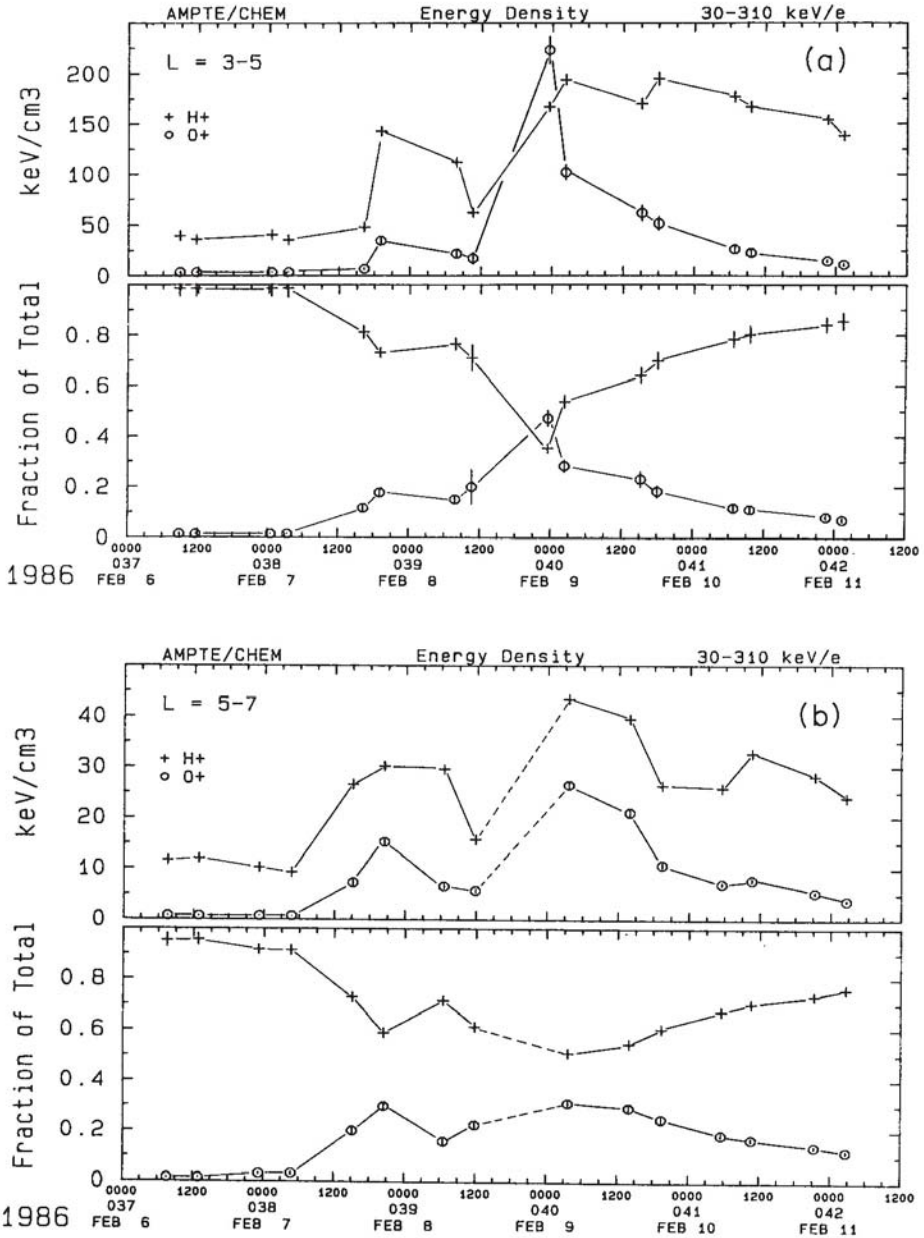 AMPTE/CHEM Energy Density 30-310 keV/e
L = 3-5
(a)
+ H+
o O+
keV/cm3
200
150
100
50
0
Fraction of Total
0.8
0.6
0.4
0.2
0
0000 1200 0000 1200 0000 1200 0000 1200 0000 1200 0000 1200
037 038 039 040 041 042
1986 FEB 6 FEB 7 FEB 8 FEB 9 FEB 10 FEB 11
AMPTE/CHEM Energy Density 30-310 keV/e
L = 5-7
(b)
+ H+
o O+
keV/cm3
40
30
20
10
0
Fraction of Total
0.8
0.6
0.4
0.2
0
0000 1200 0000 1200 0000 1200 0000 1200 0000 1200 0000 1200
037 038 039 040 041 042
1986 FEB 6 FEB 7 FEB 8 FEB 9 FEB 10 FEB 11